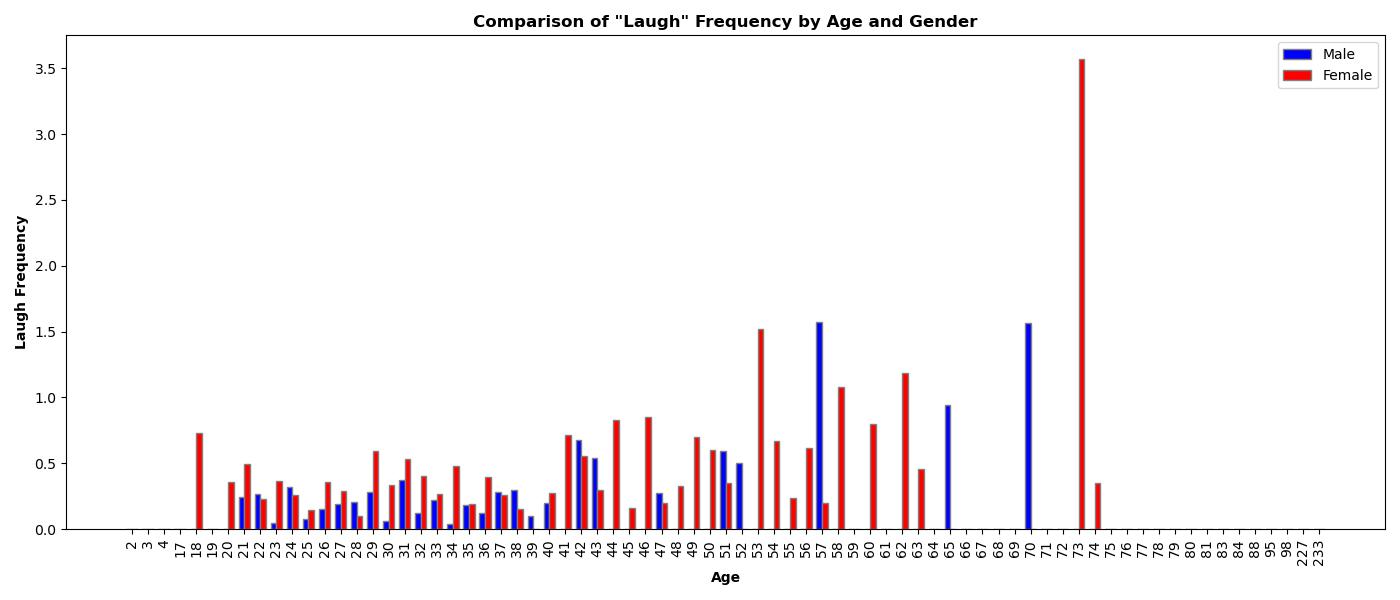 Comparison of "Laugh" Frequency by Age and Gender
Male
Female
Laugh Frequency
3.5
3.0
2.5
2.0
1.5
1.0
0.5
0.0
2 3 4 17 18 19 20 21 22 23 24 25 26 27 28 29 30 31 32 33 34 35 36 37 38 39 40 41 42 43 44 45 46 47 48 49 50 51 52 53 54 55 56 57 58 59 60 61 62 63 64 65 66 67 68 69 70 71 72 73 74 75 76 77 78 79 80 81 83 84 88 95 98 227 233
Age